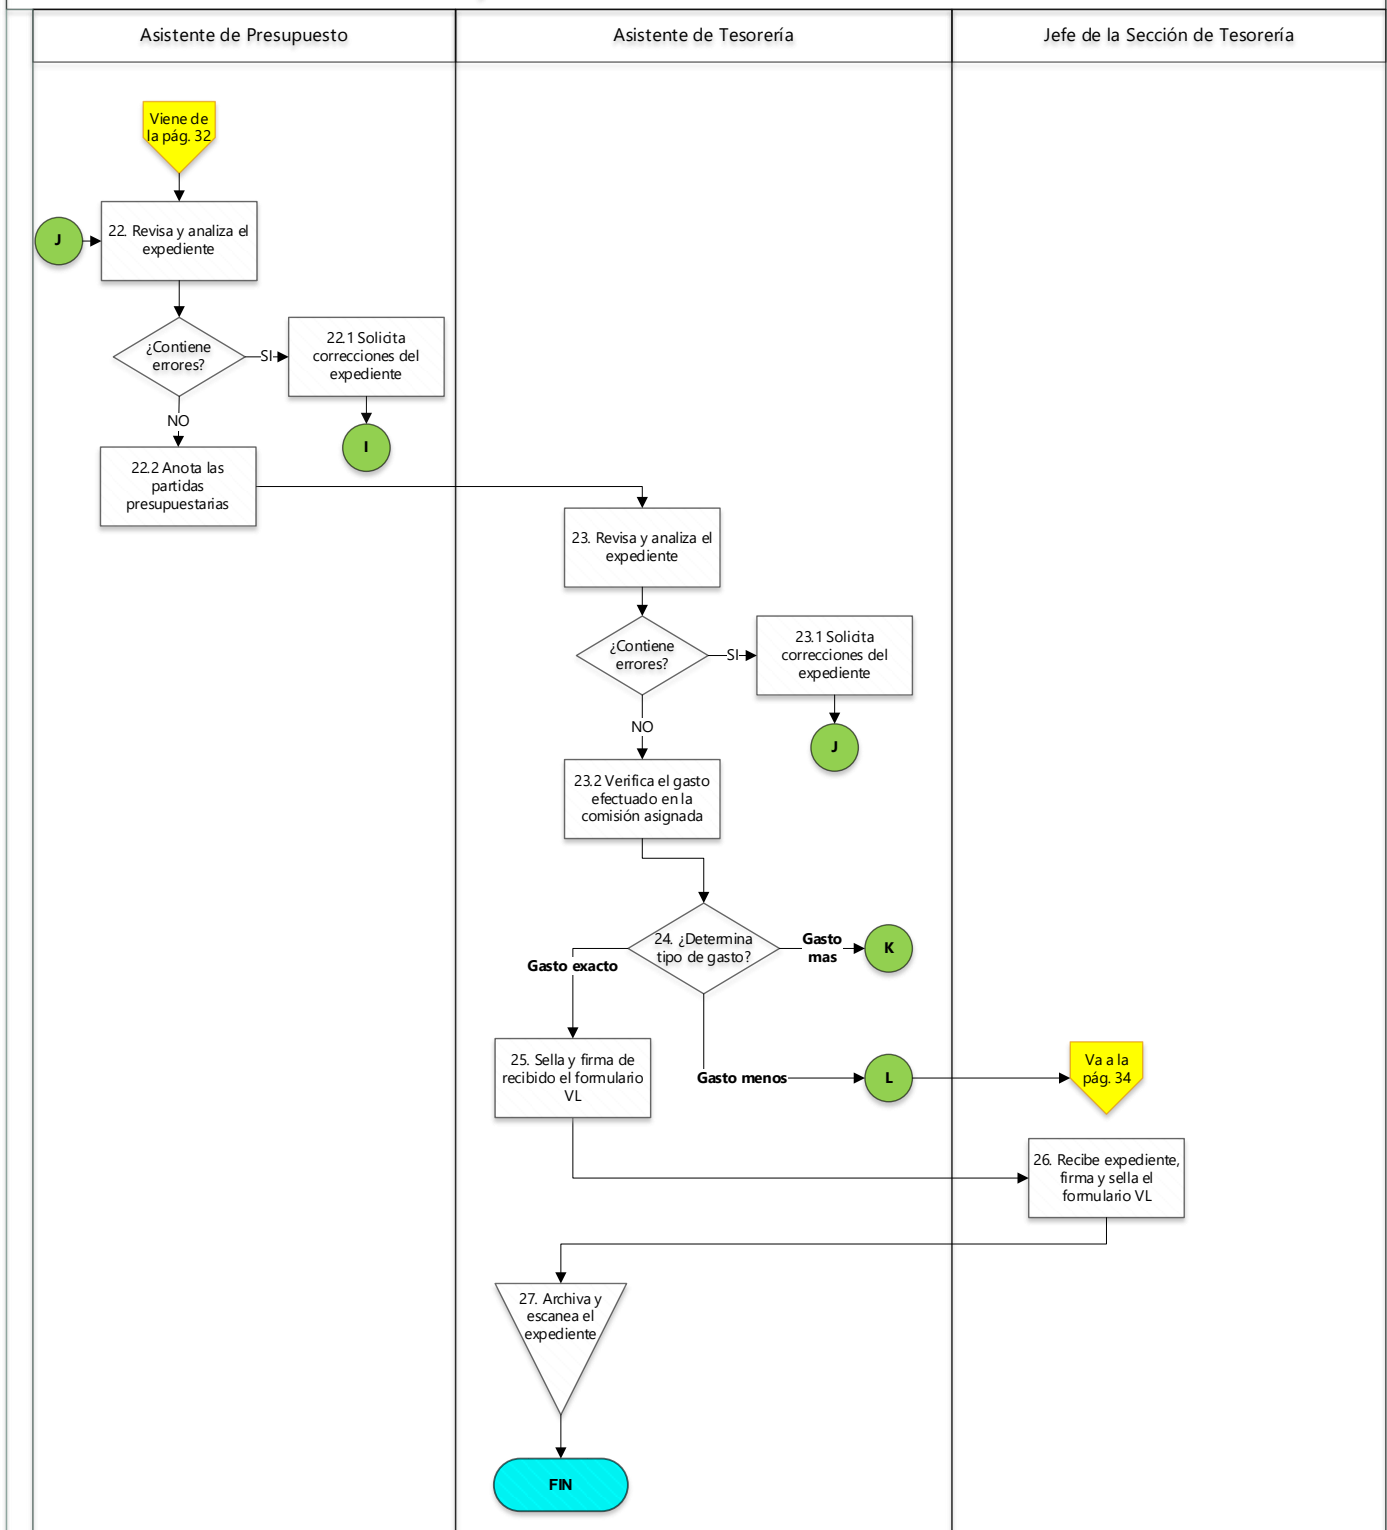 Asistente de Presupuesto
Asistente de Tesorería
Jefe de la Sección de Tesorería
Viene de
la pág. 32
J
22. Revisa y analiza el
expediente
¿Contiene
errores?
SI
22.1 Solicita
correcciones del
expediente
NO
I
22.2 Anota las
partidas
presupuestarias
23. Revisa y analiza el
expediente
¿Contiene
errores?
SI
23.1 Solicita
correcciones del
expediente
NO
J
23.2 Verifica el gasto
efectuado en la
comisión asignada
24. ¿Determina
tipo de gasto?
Gasto
mas
K
Gasto exacto
25. Sella y firma de
recibido el formulario
VL
Gasto menos
L
Va a la
pág. 34
26. Recibe expediente,
firma y sella el
formulario VL
27. Archiva y
escanea el
expediente
FIN